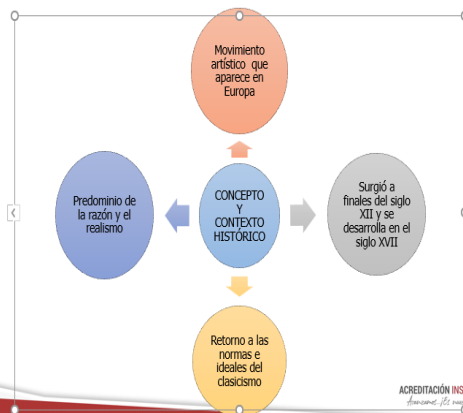 Movimiento
artístico que
aparece en
Europa
Predominio de
la razón y el
realismo
CONCEPTO
Y
CONTEXTO
HISTÓRICO
Surgió a
finales del siglo
XII y se
desarrolla en el
siglo XVII
Retorno a las
normas e
ideales del
clasicismo
ACREDITACIÓN INS